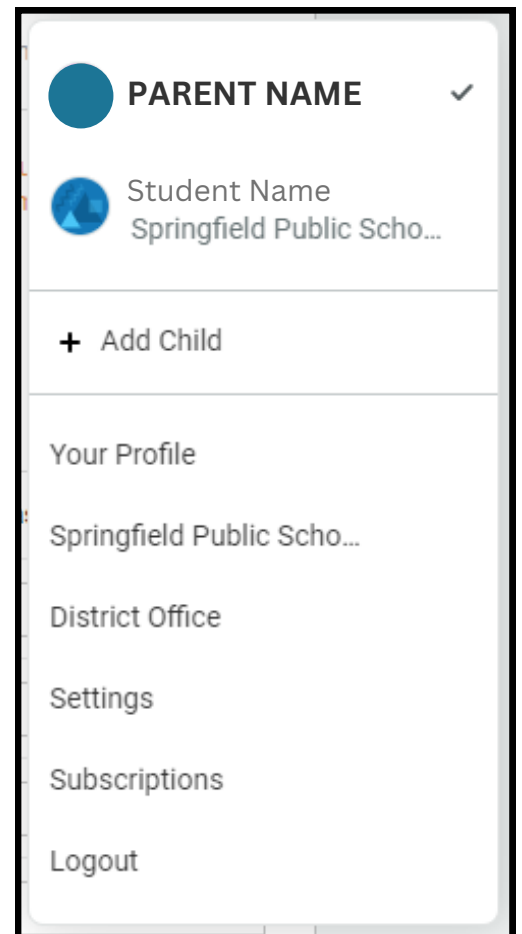 PARENT NAME
Student Name
Springfield Public Scho...
+ Add Child
Your Profile
Springfield Public Scho...
District Office
Settings
Subscriptions
Logout